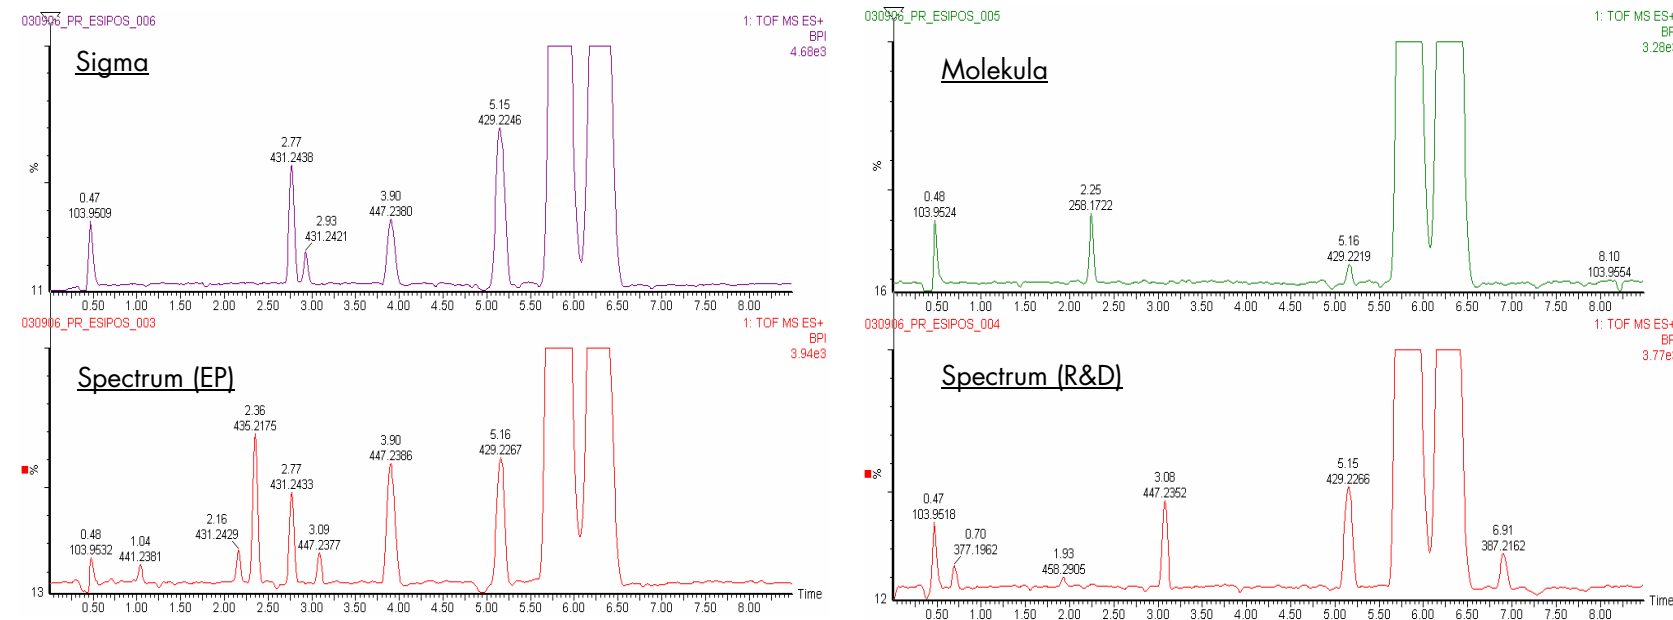 030906_PR_ESIPOS_006
1: TOF MS ES+
BPI
4.68e3
Sigma
%
11
0.47
103.9509
2.77
431.2438
2.93
431.2421
3.90
447.2380
5.15
429.2246
0.50 1.00 1.50 2.00 2.50 3.00 3.50 4.00 4.50 5.00 5.50 6.00 6.50 7.00 7.50 8.00
030906_PR_ESIPOS_005
1: TOF MS ES+
BPI
3.28e3
Molekula
%
16
0.48
103.9524
2.25
258.1722
5.16
429.2219
8.10
103.9554
0.50 1.00 1.50 2.00 2.50 3.00 3.50 4.00 4.50 5.00 5.50 6.00 6.50 7.00 7.50 8.00
030906_PR_ESIPOS_003
1: TOF MS ES+
BPI
3.94e3
Spectrum (EP)
%
13
0.48
103.9532
1.04
441.2381
2.16
431.2429
2.36
435.2175
2.77
431.2433
3.09
447.2377
3.90
447.2386
5.16
429.2267
0.50 1.00 1.50 2.00 2.50 3.00 3.50 4.00 4.50 5.00 5.50 6.00 6.50 7.00 7.50 8.00
Time
030906_PR_ESIPOS_004
1: TOF MS ES+
BPI
3.77e3
Spectrum (R&D)
%
12
0.47
103.9518
0.70
377.1962
1.93
458.2905
3.08
447.2352
5.15
429.2266
6.91
387.2162
0.50 1.00 1.50 2.00 2.50 3.00 3.50 4.00 4.50 5.00 5.50 6.00 6.50 7.00 7.50 8.00
Time